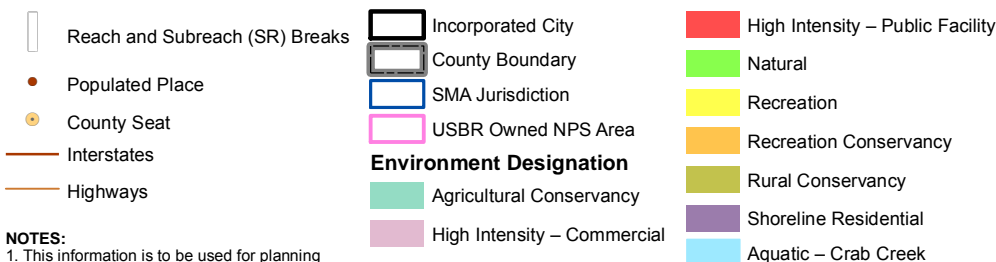 Reach and Subreach (SR) Breaks
Populated Place
County Seat
Interstates
Highways
NOTES:
1. This information is to be used for planning
Incorporated City
County Boundary
SMA Jurisdiction
USBR Owned NPS Area
Environment Designation
Agricultural Conservancy
High Intensity – Commercial
High Intensity – Public Facility
Natural
Recreation
Recreation Conservancy
Rural Conservancy
Shoreline Residential
Aquatic – Crab Creek